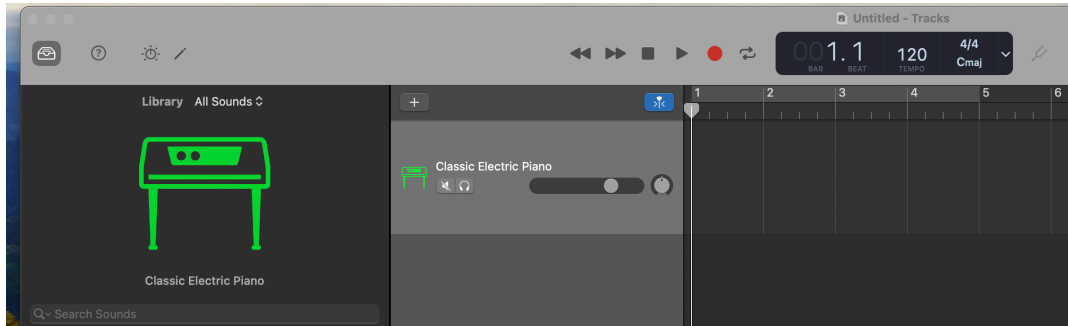 Untitled - Tracks
001.1
BAR BEAT
120
TEMPO
4/4
Cmaj
Library All Sounds
1 2 3 4 5 6
Classic Electric Piano
Classic Electric Piano
Search Sounds